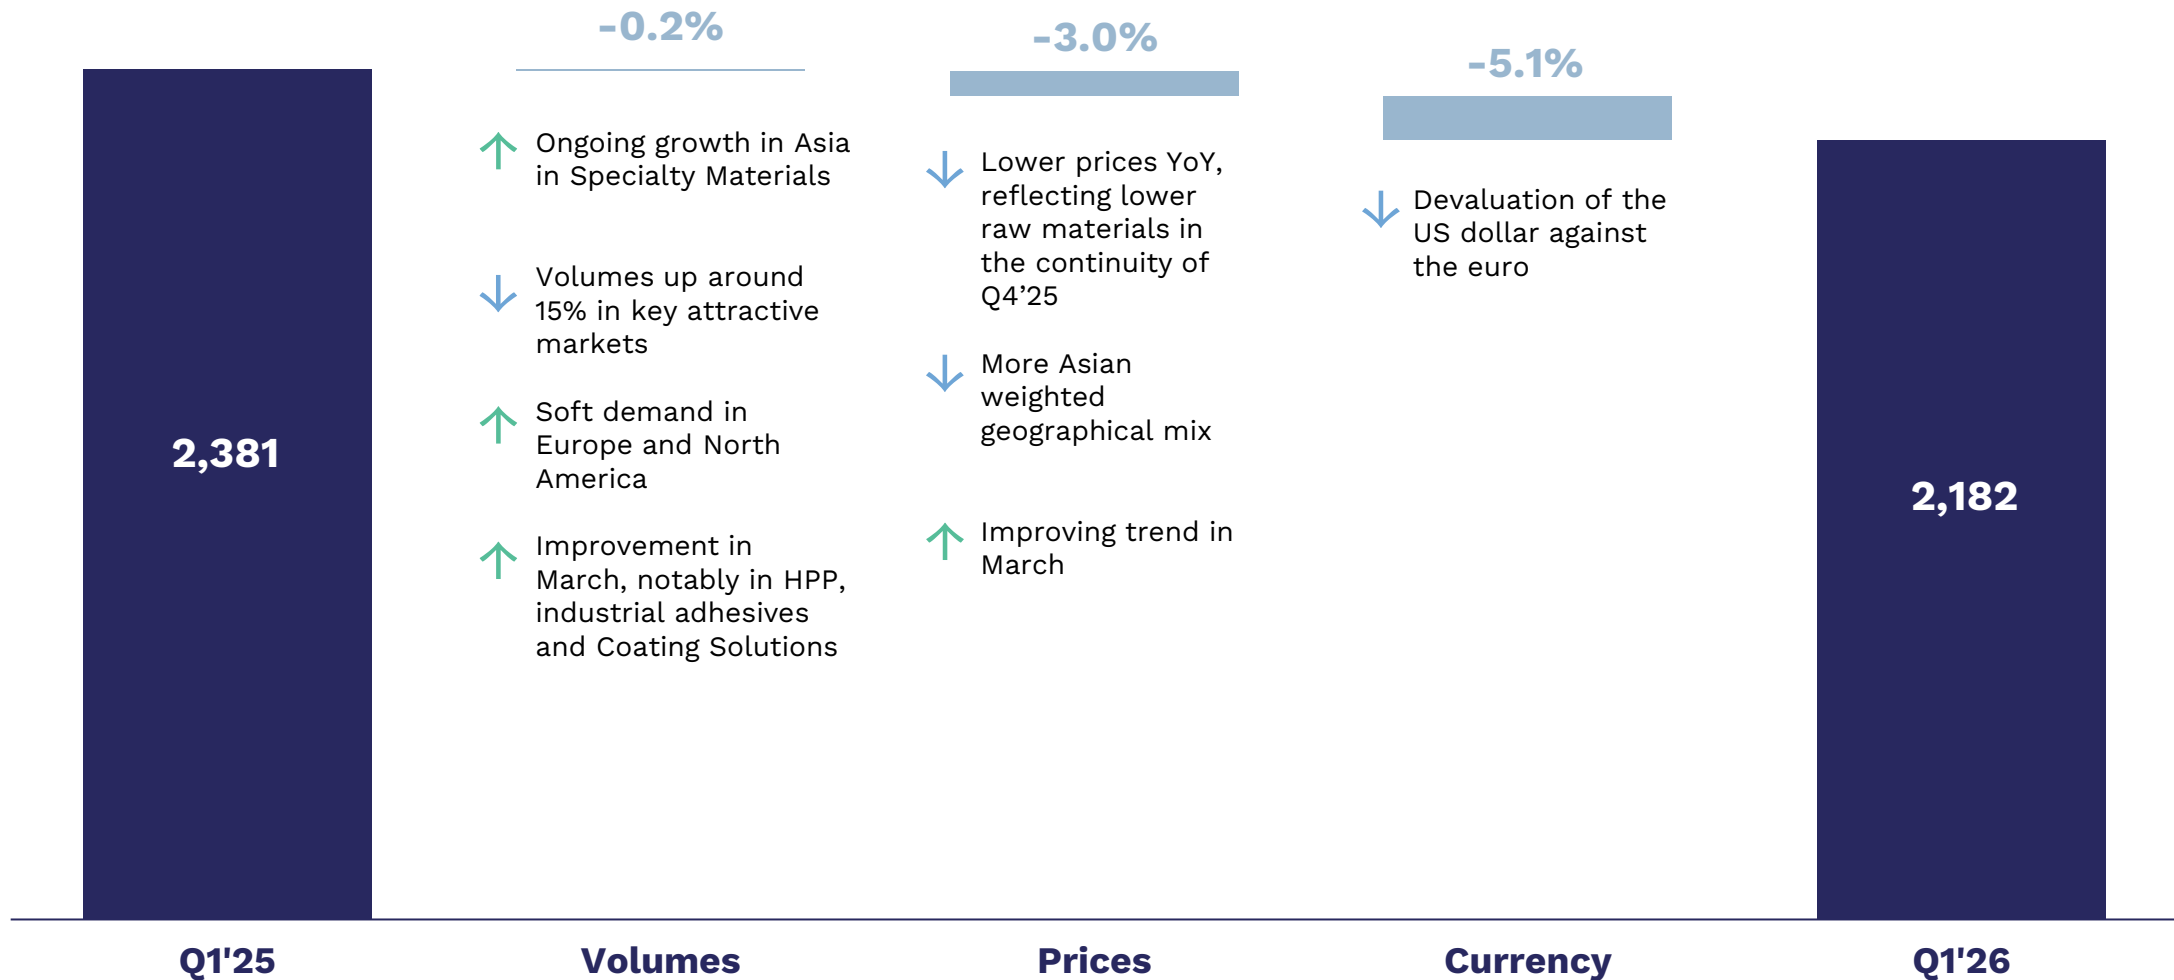 -0.2%
-3.0%
-5.1%
2,381
Ongoing growth in Asia
in Specialty Materials
Volumes up around
15% in key attractive
markets
Soft demand in
Europe and North
America
Improvement in
March, notably in HPP,
industrial adhesives
and Coating Solutions
Lower prices YoY,
reflecting lower
raw materials in
the continuity of
Q4’25
More Asian
weighted
geographical mix
Improving trend in
March
Devaluation of the
US dollar against
the euro
2,182
Q1'25
Volumes
Prices
Currency
Q1'26